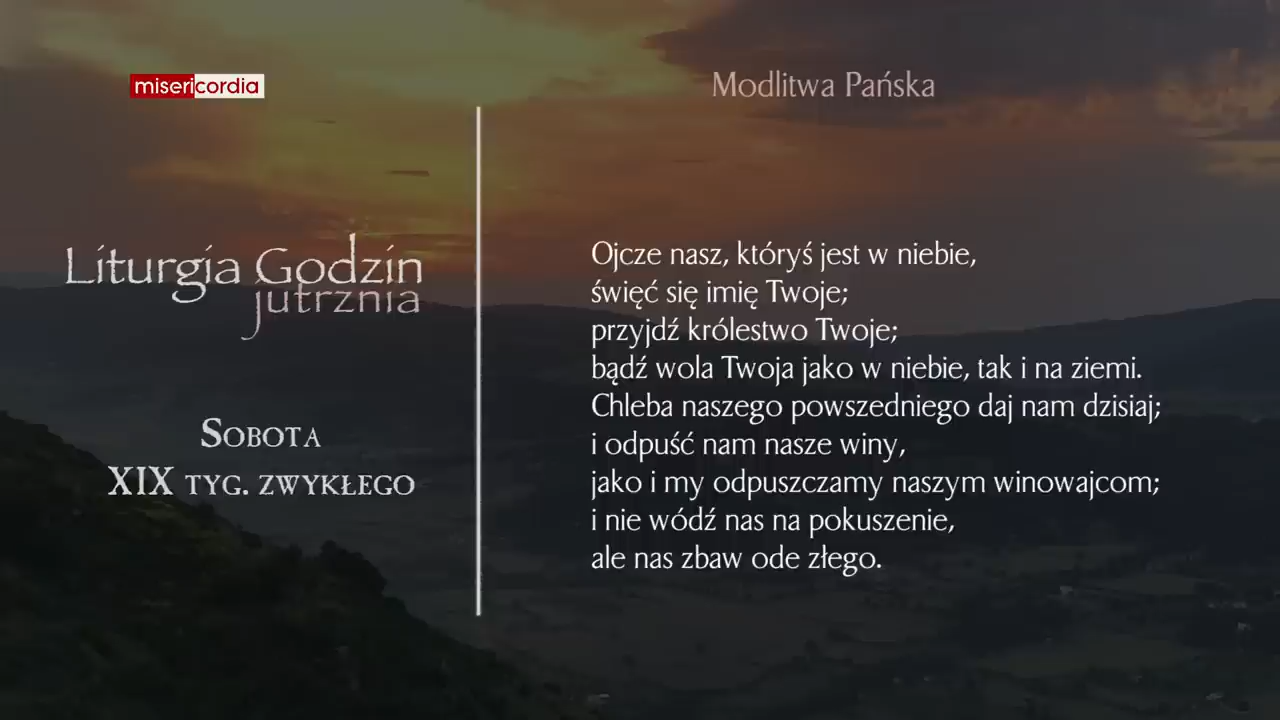 misericordia
Liturgia Godzin
jutrznia
Sobota
XIX tyg. zwykłego
Modlitwa Pańska
Ojcze nasz, któryś jest w niebie,
święć się imię Twoje;
przyjdź królestwo Twoje;
bądź wola Twoja jako w niebie, tak i na ziemi.
Chleba naszego powszedniego daj nam dzisiaj;
i odpuść nam nasze winy,
jako i my odpuszczamy naszym winowajcom;
i nie wódź nas na pokuszenie,
ale nas zbaw ode złego.